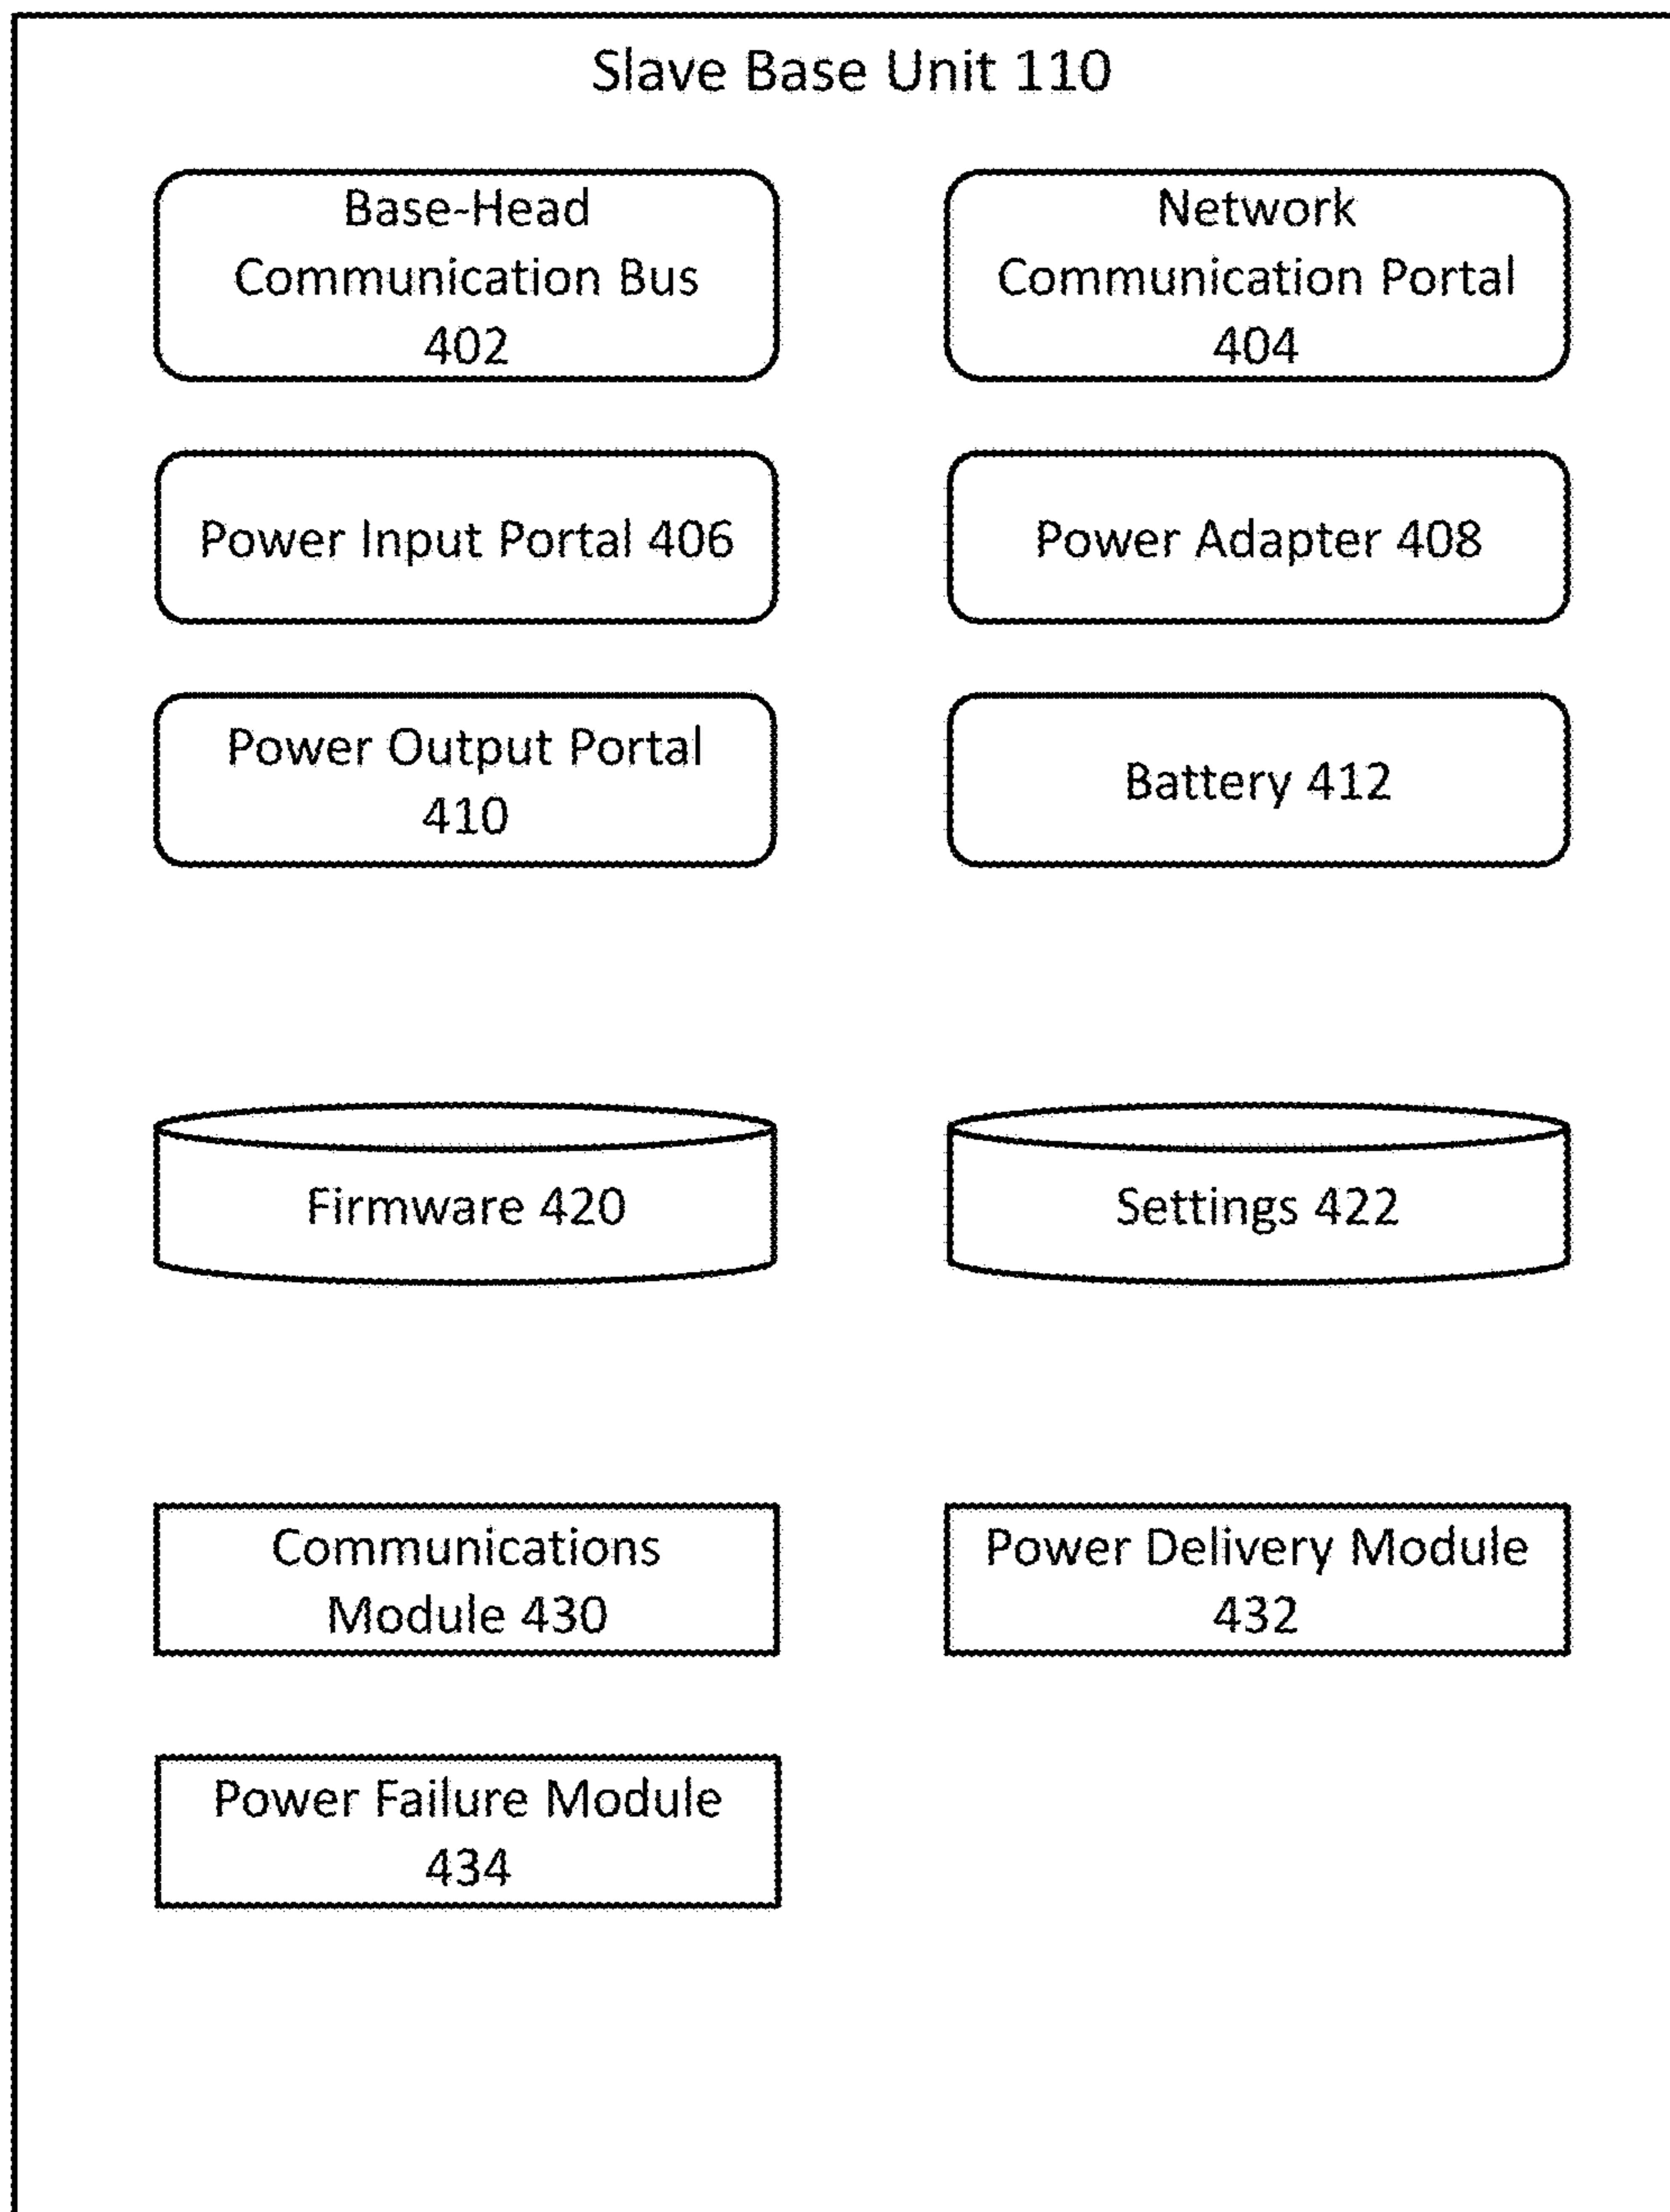 Slave Base Unit 110
Base-Head
Communication Bus
402
Network
Communication Portal
404
Power Input Portal 406
Power Adapter 408
Power Output Portal
410
Battery 412
Firmware 420
Settings 422
Communications
Module 430
Power Delivery Module
432
Power Failure Module
434